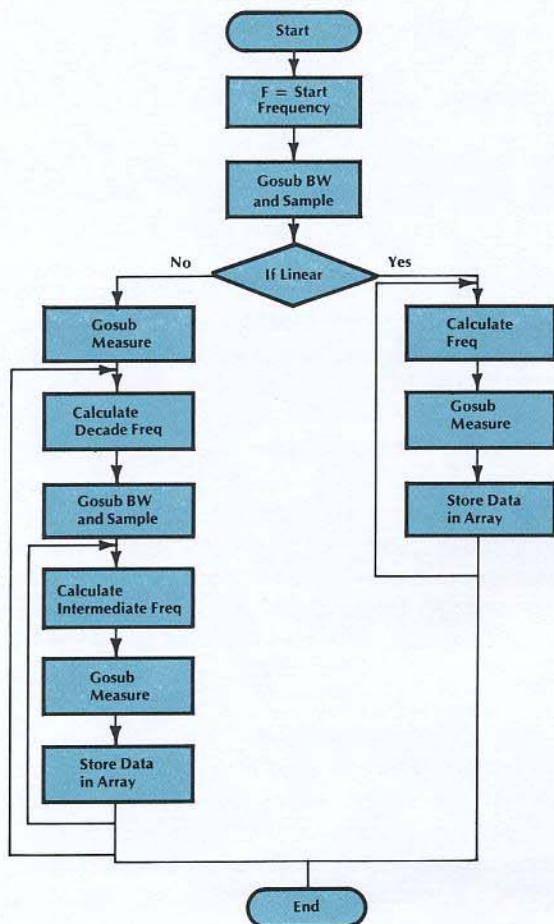 Start
F = Start
Frequency
Gosub BW
and Sample
If Linear
No
Yes
Gosub
Measure
Calculate
Decade Freq
Gosub BW
and Sample
Calculate
Intermediate Freq
Gosub
Measure
Store Data
in Array
Calculate
Freq
Gosub
Measure
Store Data
in Array
End